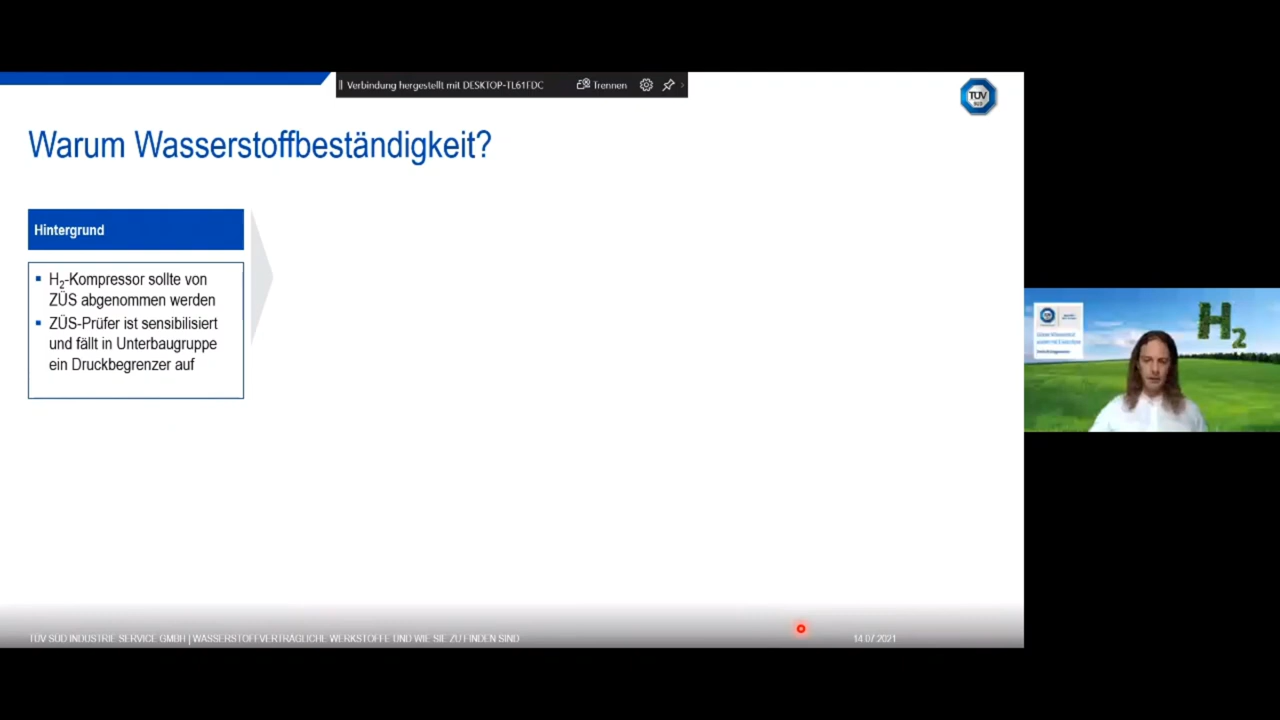 Verbindung hergestellt mit DESKTOP-TL61FDC
Trennen
TÜV
SÜD
Warum Wasserstoffbeständigkeit?
Hintergrund
▪ H₂-Kompressor sollte von
ZÜS abgenommen werden
▪ ZÜS-Prüfer ist sensibilisiert
und fällt in Unterbaugruppe
ein Druckbegrenzer auf
H₂
TÜV SÜD INDUSTRIE SERVICE GMBH | WASSERSTOFFVERTRÄGLICHE WERKSTOFFE UND WIE SIE ZU FINDEN SIND
14.07.2021